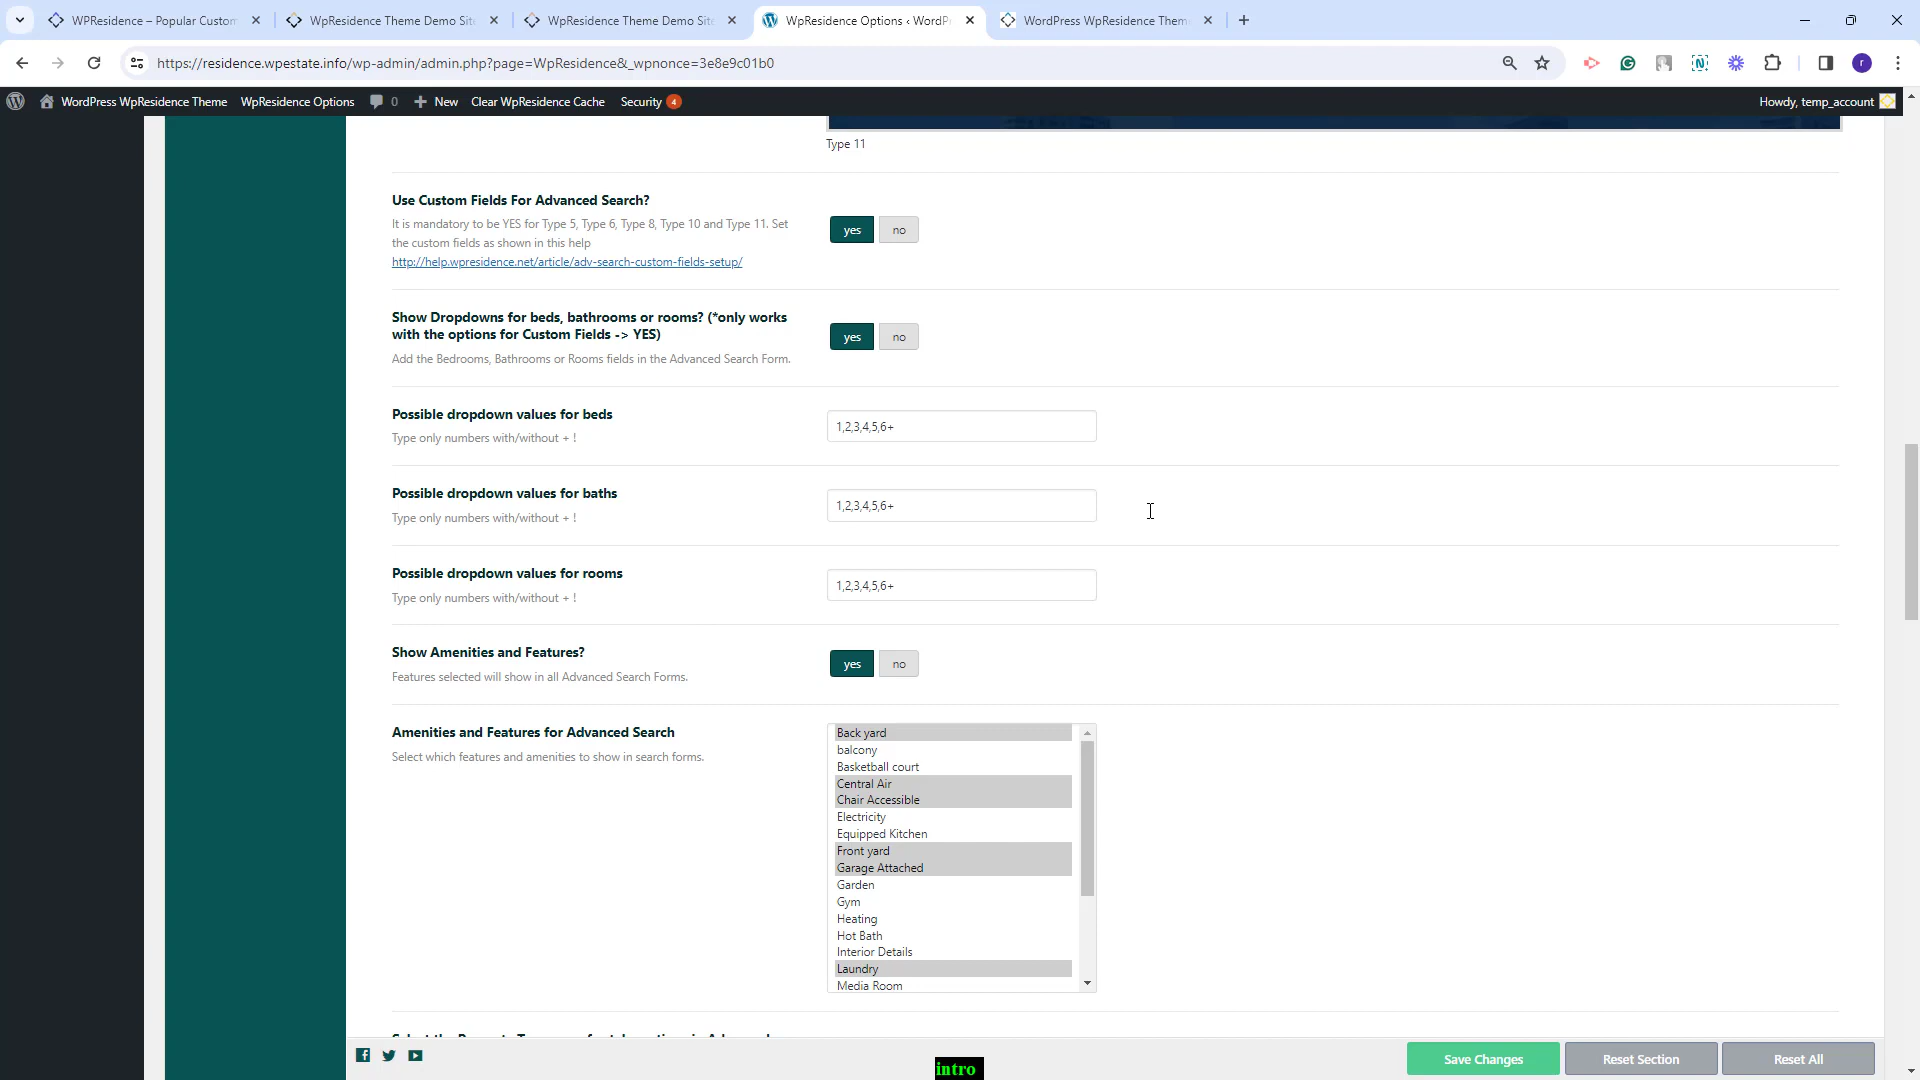 WPResidence – Popular Custom
WpResidence Theme Demo Site
WpResidence Theme Demo Site
WpResidence Options ‹ WordPr
WordPress WpResidence Theme
https://residence.wpestate.info/wp-admin/admin.php?page=WpResidence&_wpnonce=3e8e9c01b0
r
WordPress WpResidence Theme
WpResidence Options
0
New
Clear WpResidence Cache
Security 4
Howdy, temp_account
Type 11
Use Custom Fields For Advanced Search?
It is mandatory to be YES for Type 5, Type 6, Type 8, Type 10 and Type 11. Set
the custom fields as shown in this help
http://help.wpresidence.net/article/adv-search-custom-fields-setup/
yes no
Show Dropdowns for beds, bathrooms or rooms? (*only works
with the options for Custom Fields -> YES)
Add the Bedrooms, Bathrooms or Rooms fields in the Advanced Search Form.
yes no
Possible dropdown values for beds
Type only numbers with/without + !
1,2,3,4,5,6+
Possible dropdown values for baths
Type only numbers with/without + !
1,2,3,4,5,6+
Possible dropdown values for rooms
Type only numbers with/without + !
1,2,3,4,5,6+
Show Amenities and Features?
Features selected will show in all Advanced Search Forms.
yes no
Amenities and Features for Advanced Search
Select which features and amenities to show in search forms.
Back yard
balcony
Basketball court
Central Air
Chair Accessible
Electricity
Equipped Kitchen
Front yard
Garage Attached
Garden
Gym
Heating
Hot Bath
Interior Details
Laundry
Media Room
intro
Save Changes
Reset Section
Reset All